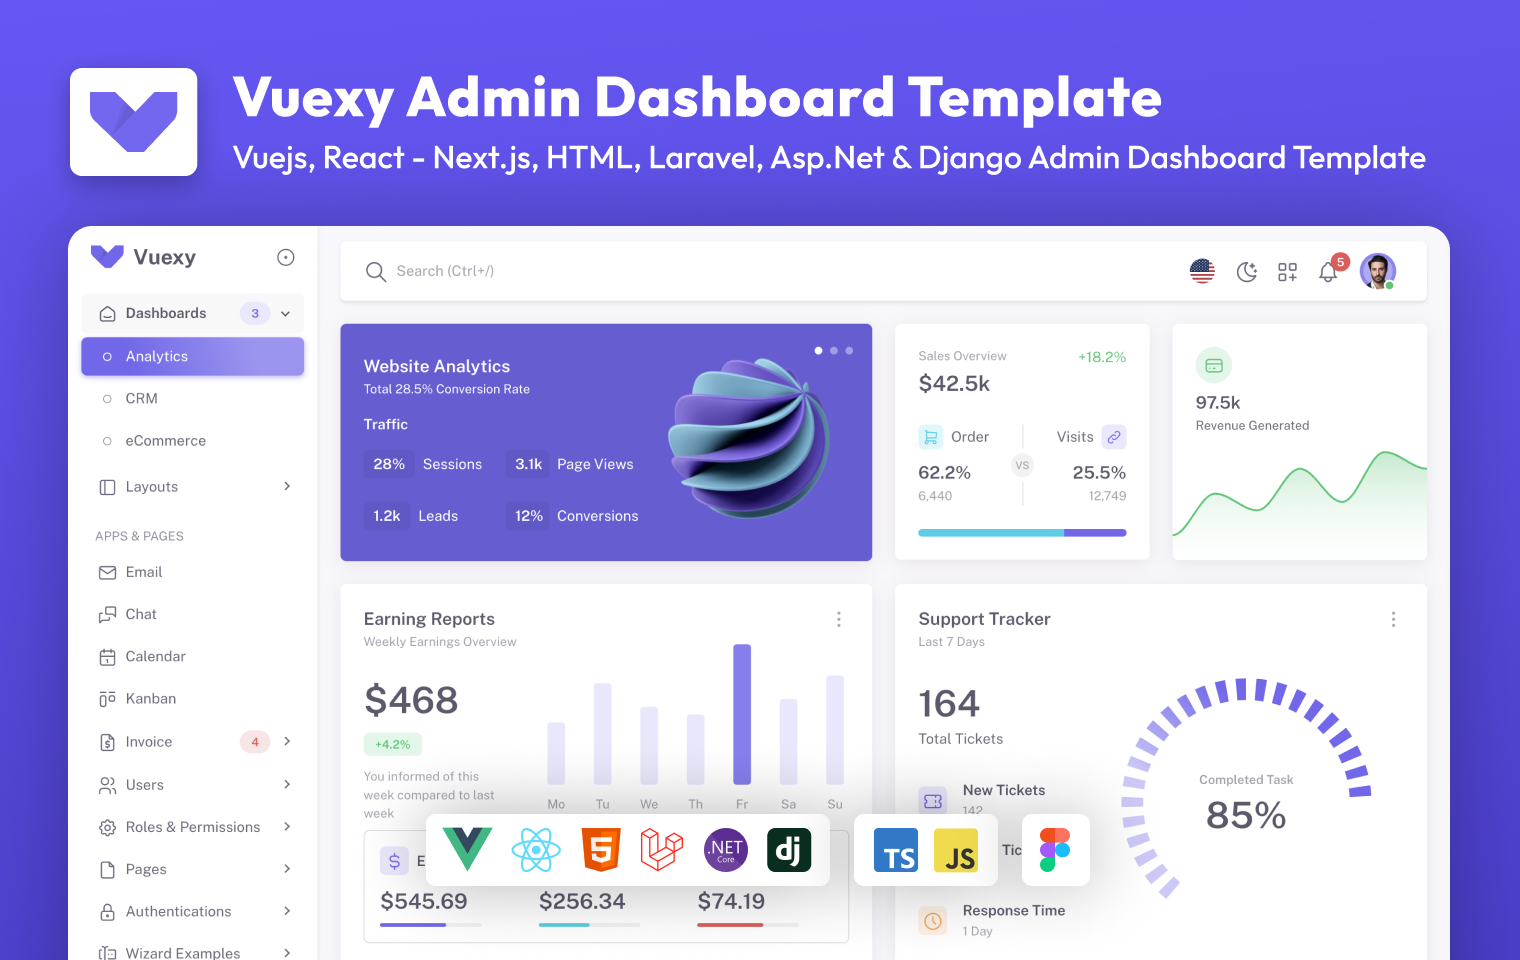 Vuexy Admin Dashboard Template
Vuejs, React - Next.js, HTML, Laravel, Asp.Net & Django Admin Dashboard Template
Vuexy
Dashboards 3
Analytics
CRM
eCommerce
Layouts
APPS & PAGES
Email
Chat
Calendar
Kanban
Invoice 4
Users
Roles & Permissions
Pages
Authentications
Wizard Examples
Search (Ctrl+/)
5
Website Analytics
Total 28.5% Conversion Rate
Traffic
28% Sessions 3.1k Page Views
1.2k Leads 12% Conversions
Sales Overview +18.2%
$42.5k
Order Visits
VS
62.2% 25.5%
6,440 12,749
97.5k
Revenue Generated
Earning Reports
Weekly Earnings Overview
$468
+4.2%
You informed of this
week compared to last
week
Mo Tu We Th Fr Sa Su
$545.69 $256.34 $74.19
Support Tracker
Last 7 Days
164
Total Tickets
New Tickets
142
Response Time
1 Day
Completed Task
85%
5 .NET Core dj
TS JS